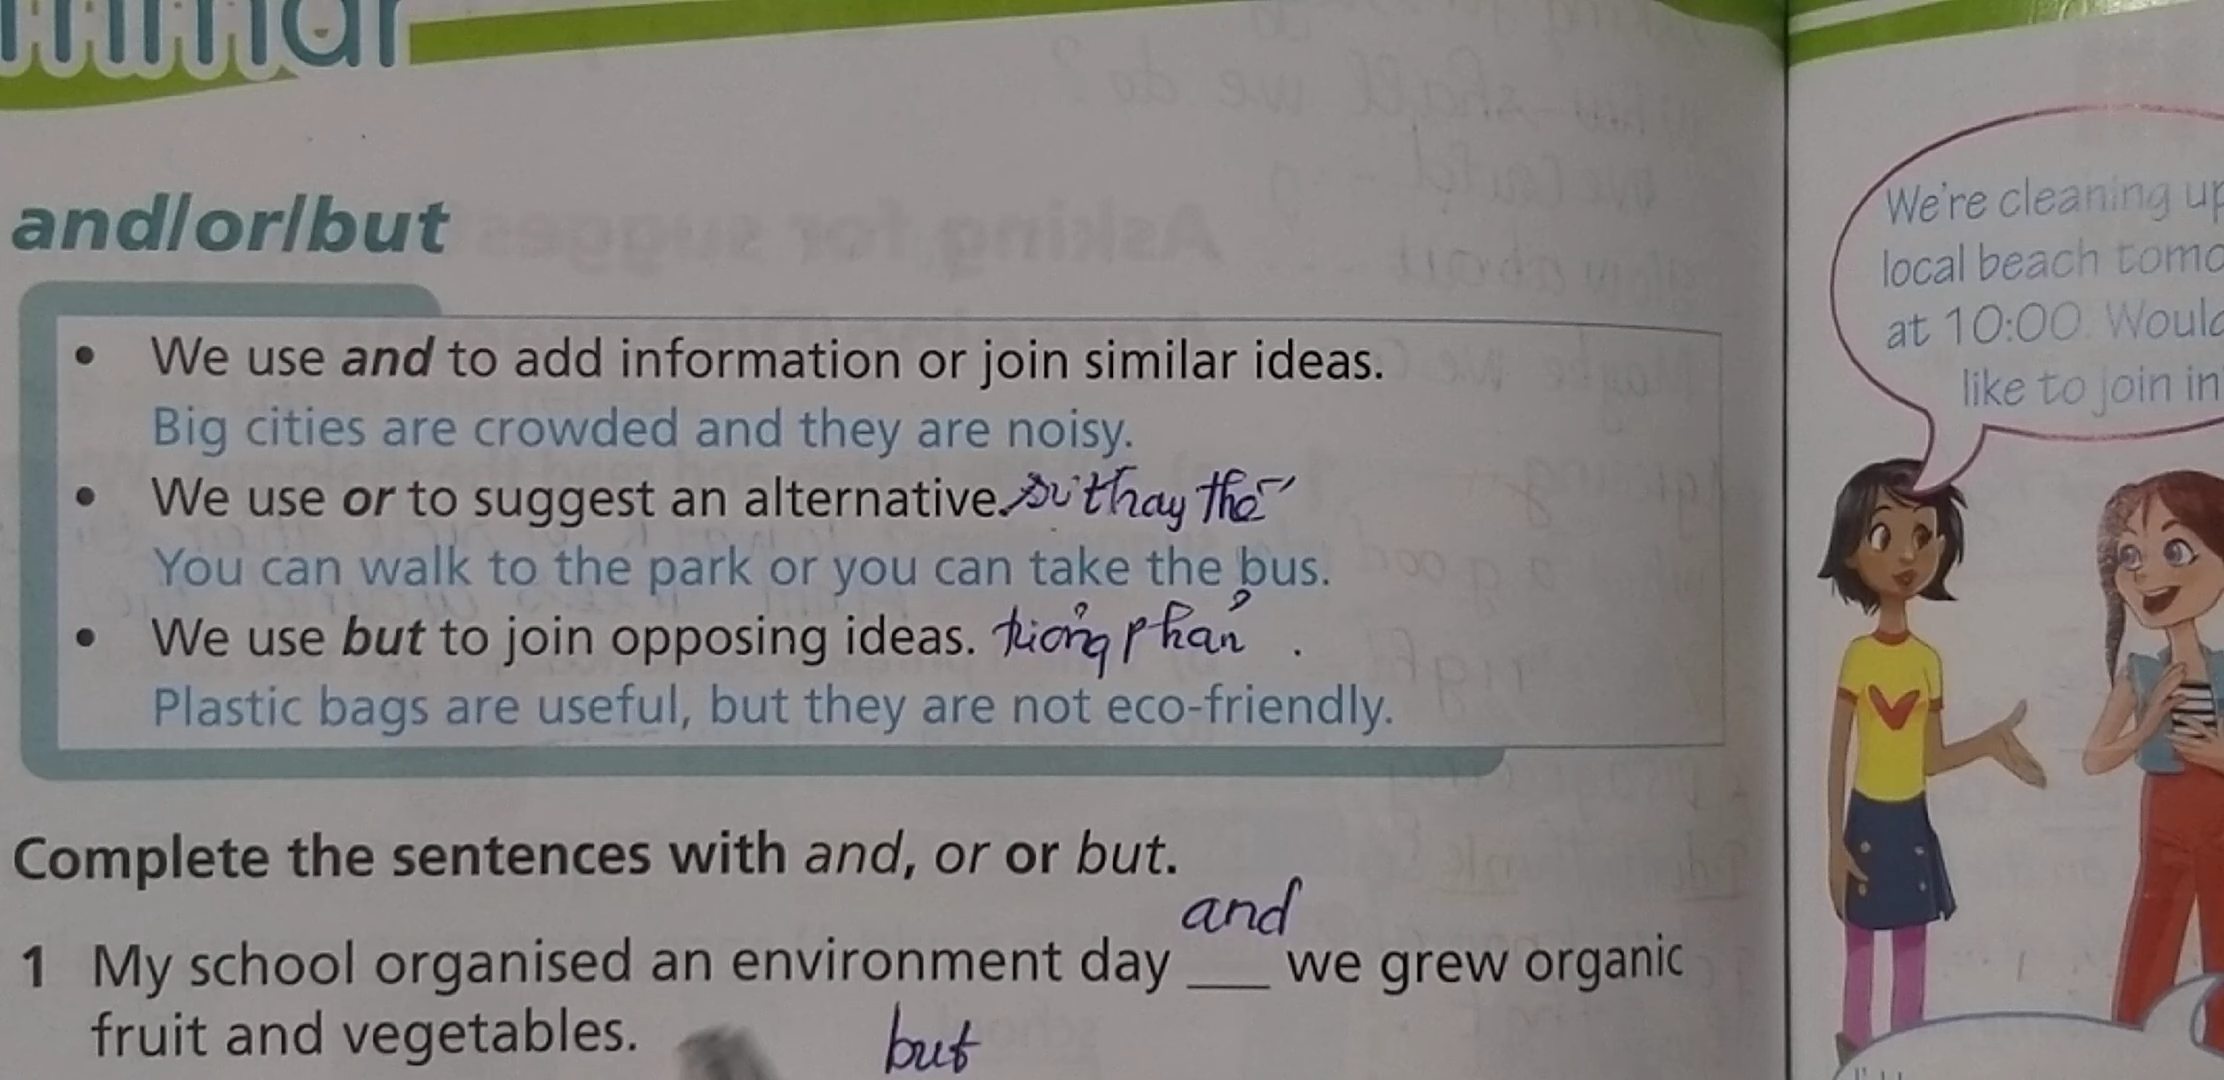 and/or/but
• We use and to add information or join similar ideas.
Big cities are crowded and they are noisy.
• We use or to suggest an alternative. sự thay thế
You can walk to the park or you can take the bus.
• We use but to join opposing ideas. phản
Plastic bags are useful, but they are not eco-friendly.
Complete the sentences with and, or or but.
and
1 My school organised an environment day ___ we grew organic
fruit and vegetables.
but
We're cleaning up
local beach
at 10:00. Would
like to join in